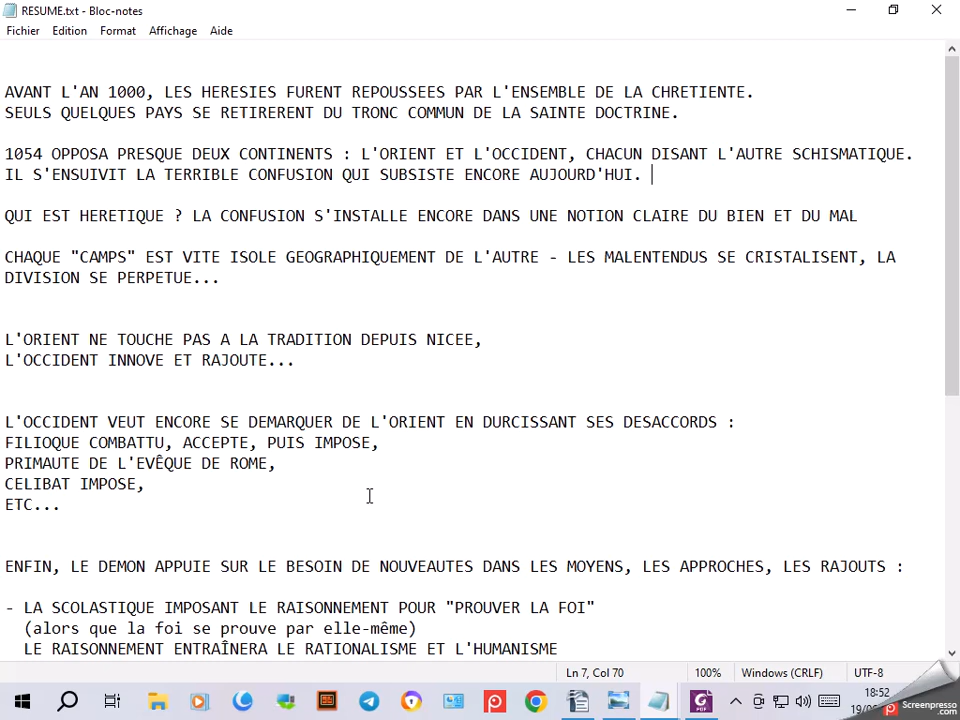 RESUME.txt - Bloc-notes
Fichier Edition Format Affichage Aide
AVANT L'AN 1000, LES HERESIES FURENT REPOUSSEES PAR L'ENSEMBLE DE LA CHRETIENTE.
SEULS QUELQUES PAYS SE RETIRERENT DU TRONC COMMUN DE LA SAINTE DOCTRINE.
1054 OPPOSA PRESQUE DEUX CONTINENTS : L'ORIENT ET L'OCCIDENT, CHACUN DISANT L'AUTRE SCHISMATIQUE.
IL S'ENSUIVIT LA TERRIBLE CONFUSION QUI SUBSISTE ENCORE AUJOURD'HUI.
QUI EST HERETIQUE ? LA CONFUSION S'INSTALLE ENCORE DANS UNE NOTION CLAIRE DU BIEN ET DU MAL
CHAQUE "CAMPS" EST VITE ISOLE GEOGRAPHIQUEMENT DE L'AUTRE - LES MALENTENDUS SE CRISTALISENT, LA
DIVISION SE PERPETUE...
L'ORIENT NE TOUCHE PAS A LA TRADITION DEPUIS NICEE,
L'OCCIDENT INNOVE ET RAJOUTE...
L'OCCIDENT VEUT ENCORE SE DEMARQUER DE L'ORIENT EN DURCISSANT SES DESACCORDS :
FILIOQUE COMBATTU, ACCEPTE, PUIS IMPOSE,
PRIMAUTE DE L'EVÊQUE DE ROME,
CELIBAT IMPOSE,
ETC...
ENFIN, LE DEMON APPUIE SUR LE BESOIN DE NOUVEAUTES DANS LES MOYENS, LES APPROCHES, LES RAJOUTS :
- LA SCOLASTIQUE IMPOSANT LE RAISONNEMENT POUR "PROUVER LA FOI"
(alors que la foi se prouve par elle-même)
LE RAISONNEMENT ENTRAÎNERA LE RATIONALISME ET L'HUMANISME
Ln 7, Col 70 100% Windows (CRLF) UTF-8
18:52
Screenpresso
.com